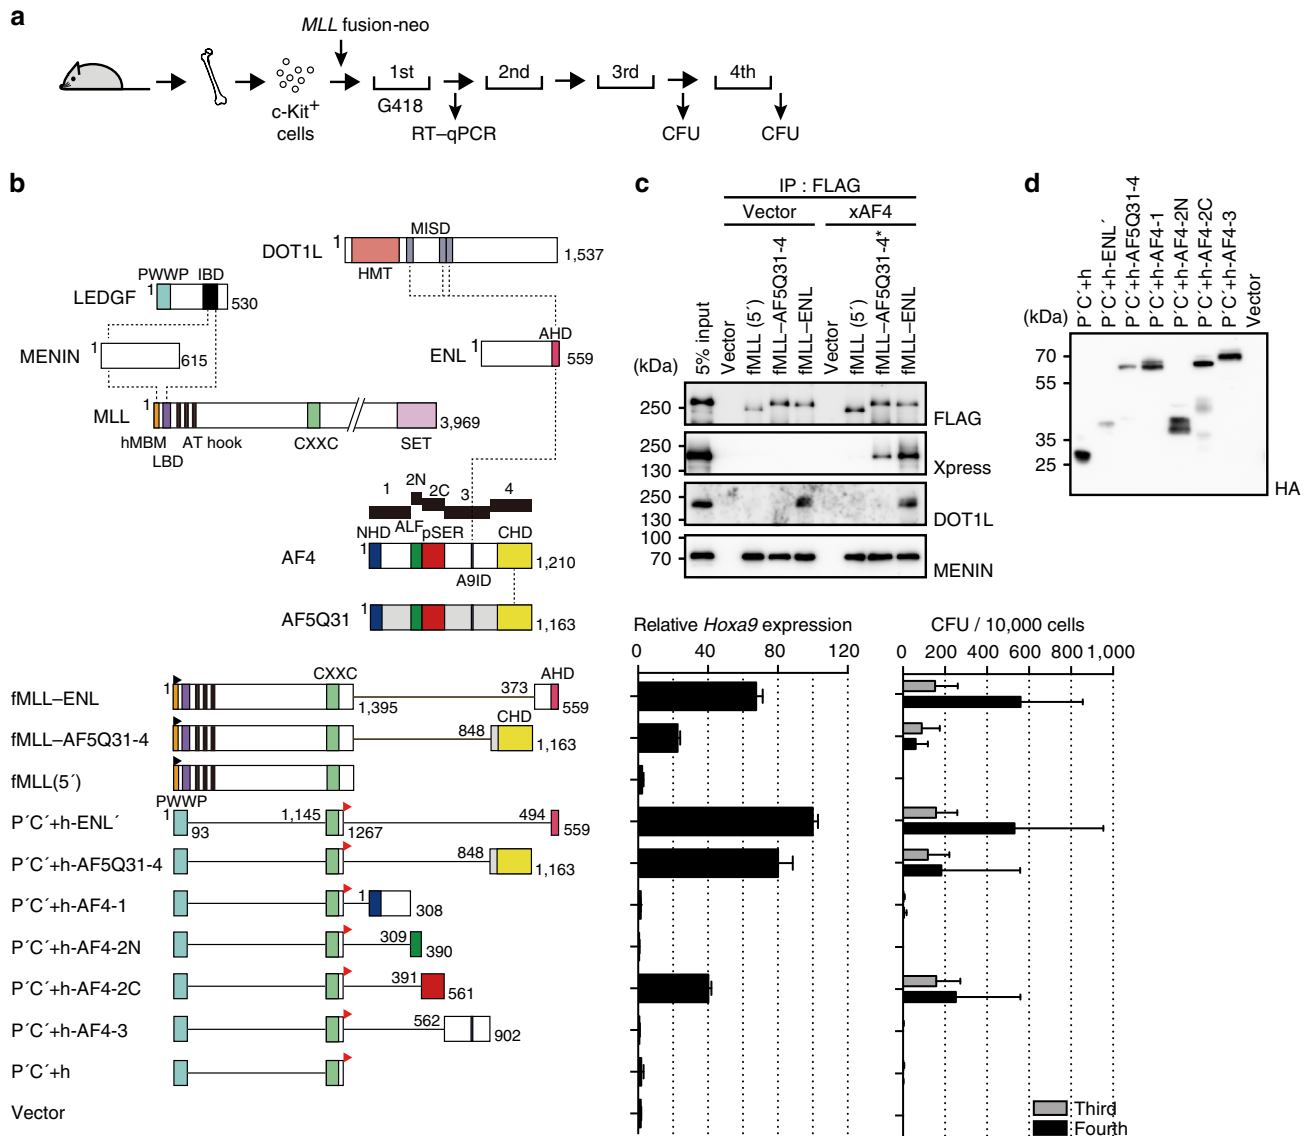 a
MLL fusion-neo
1st
2nd
3rd
4th
G418
c-Kit+
cells
RT–qPCR
CFU
CFU
b
DOT1L
1
MISD
HMT
1,537
PWWP
IBD
LEDGF
1
530
MENIN
1
615
ENL
1
AHD
559
MLL
1
3,969
hMBM
LBD
AT hook
CXXC
SET
1
2N
2C
3
4
NHD
ALF
pSER
CHD
AF4
1
1,210
A9ID
AF5Q31
1
1,163
c
IP : FLAG
Vector
xAF4
(kDa)
5% input
Vector
fMLL (5´)
fMLL–AF5Q31-4
fMLL–ENL
Vector
fMLL (5´)
fMLL–AF5Q31-4*
fMLL–ENL
250
FLAG
250
130
Xpress
250
130
DOT1L
100
70
MENIN
d
(kDa)
P´C´+h
P´C´+h-ENL´
P´C´+h-AF5Q31-4
P´C´+h-AF4-1
P´C´+h-AF4-2N
P´C´+h-AF4-2C
P´C´+h-AF4-3
Vector
70
55
35
25
HA
Relative Hoxa9 expression
0 40 80 120
CFU / 10,000 cells
0 200 400 600 800 1,000
fMLL–ENL
1
CXXC
1,395
373
AHD
559
fMLL–AF5Q31-4
848
CHD
1,163
fMLL(5´)
P´C´+h-ENL´
PWWP
1
93
1,145
1267
494
559
P´C´+h-AF5Q31-4
848
1,163
P´C´+h-AF4-1
1
308
P´C´+h-AF4-2N
309
390
P´C´+h-AF4-2C
391
561
P´C´+h-AF4-3
562
902
P´C´+h
Vector
Third
Fourth